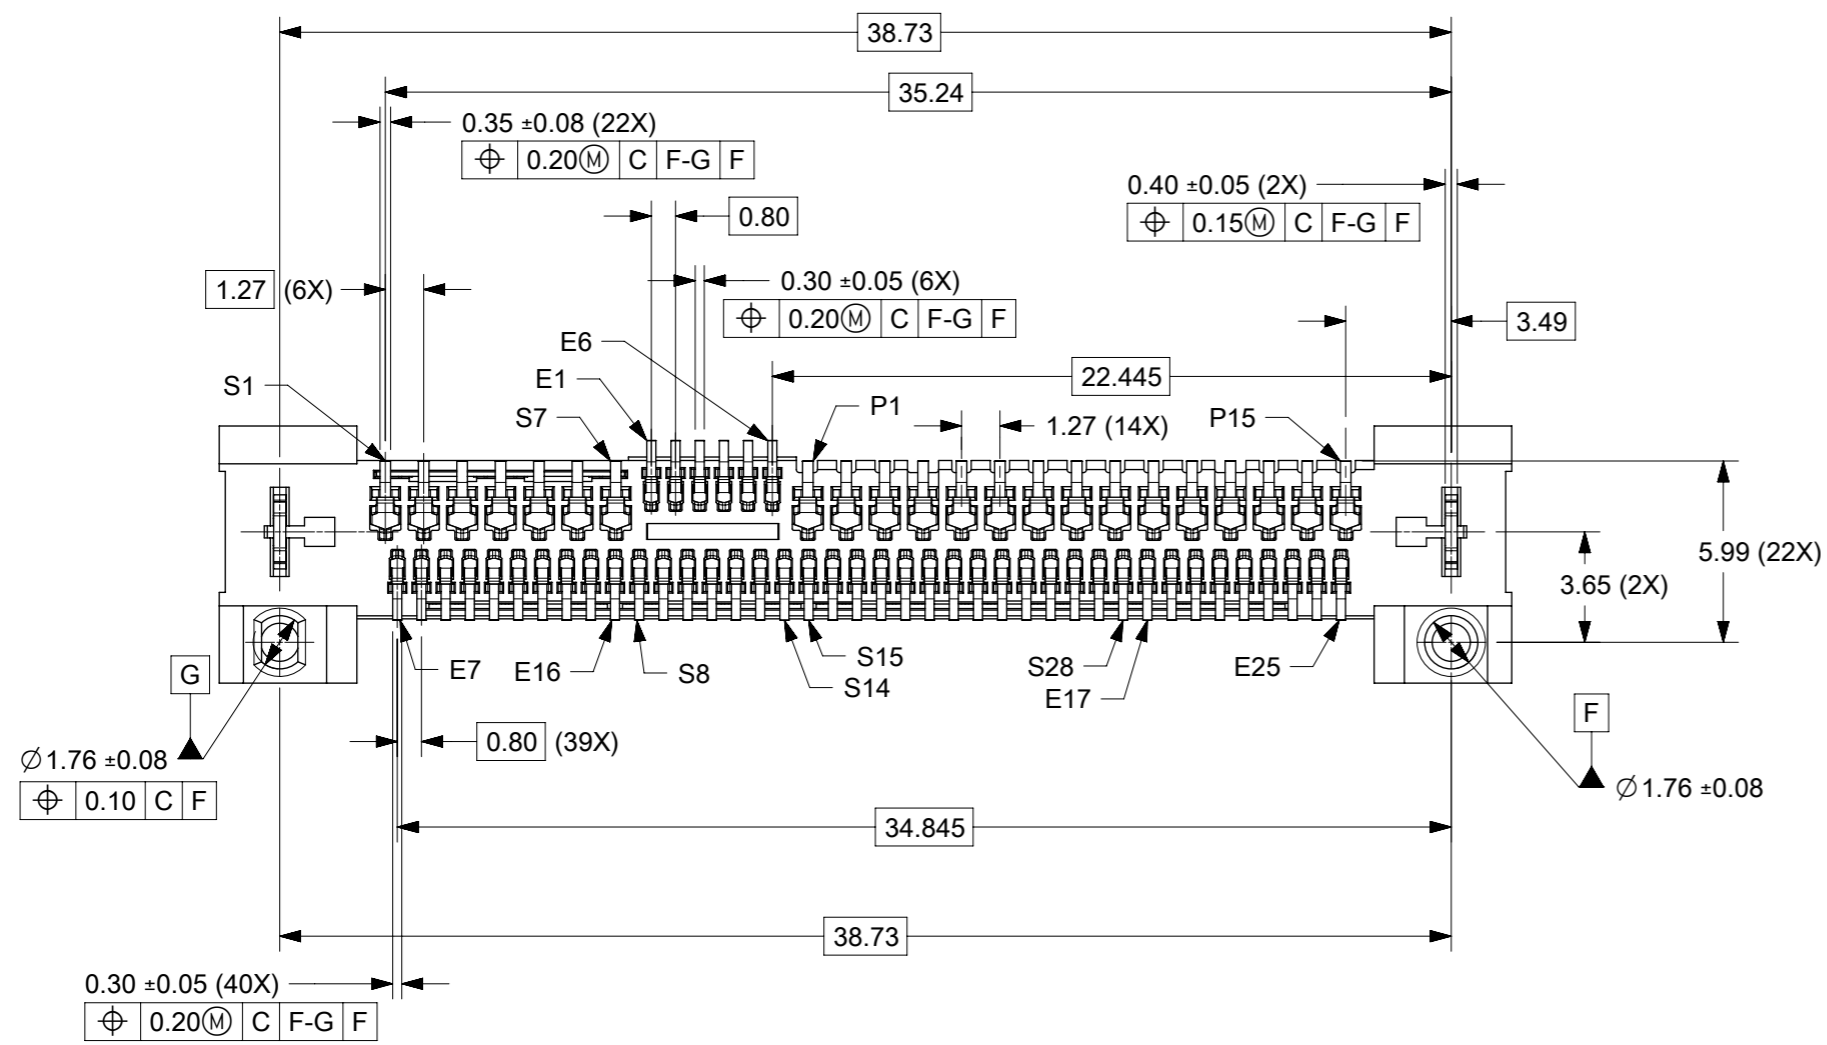 38.73
35.24
0.35 ±0.08 (22X)
⌖ 0.20Ⓜ C F-G F
0.40 ±0.05 (2X)
⌖ 0.15Ⓜ C F-G F
0.80
1.27 (6X)
0.30 ±0.05 (6X)
⌖ 0.20Ⓜ C F-G F
3.49
E6
E1
22.445
S1
S7
P1
1.27 (14X)
P15
5.99 (22X)
3.65 (2X)
G
E7
E16
S8
S15
S14
S28
E17
E25
F
0.80 (39X)
∅1.76 ±0.08
⌖ 0.10 C F
∅1.76 ±0.08
34.845
38.73
0.30 ±0.05 (40X)
⌖ 0.20Ⓜ C F-G F